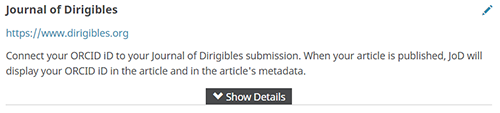 Journal of Dirigibles
https://www.dirigibles.org
Connect your ORCID iD to your Journal of Dirigibles submission. When your article is published, JoD will
display your ORCID iD in the article and in the article's metadata.
Show Details